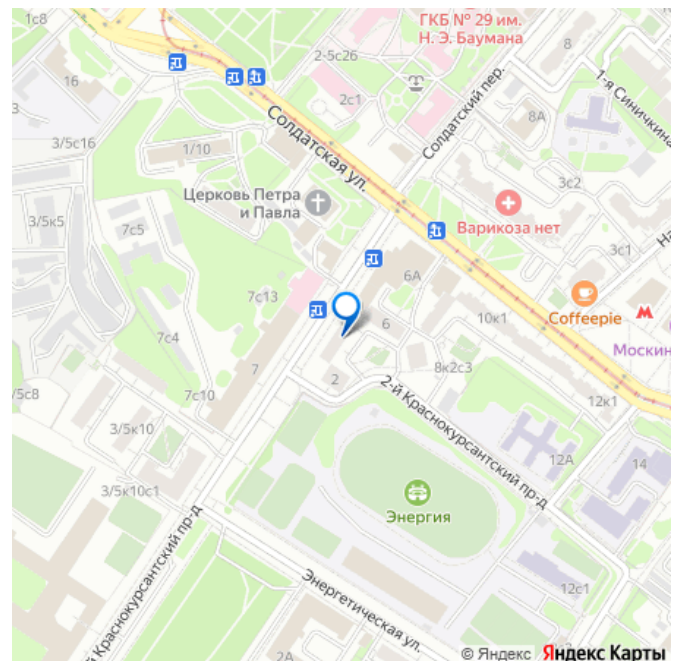 1с8
ГКБ № 29 им.
Н. Э. Баумана
2-5с26
8
16
2с1
Солдатский пер.
1-я Синичкина
3
8А
Солдатская ул.
3/5с16
1/10
3с2
Церковь Петра
и Павла
Варикоза нет
3/5к5
7с5
3с1
На
6А
7с13
Coffeepie
6
10к1
Москин
7с4
8к2с3
7
2
7с10
2-й Краснокурсантский пр-д
/5с8
12к1
3/5к10
12А
14
3/5к10с1
Энергия
-й Краснокурсантский пр-д
12с1
Энергетическая ул.
2А
© Яндекс Яндекс Карты